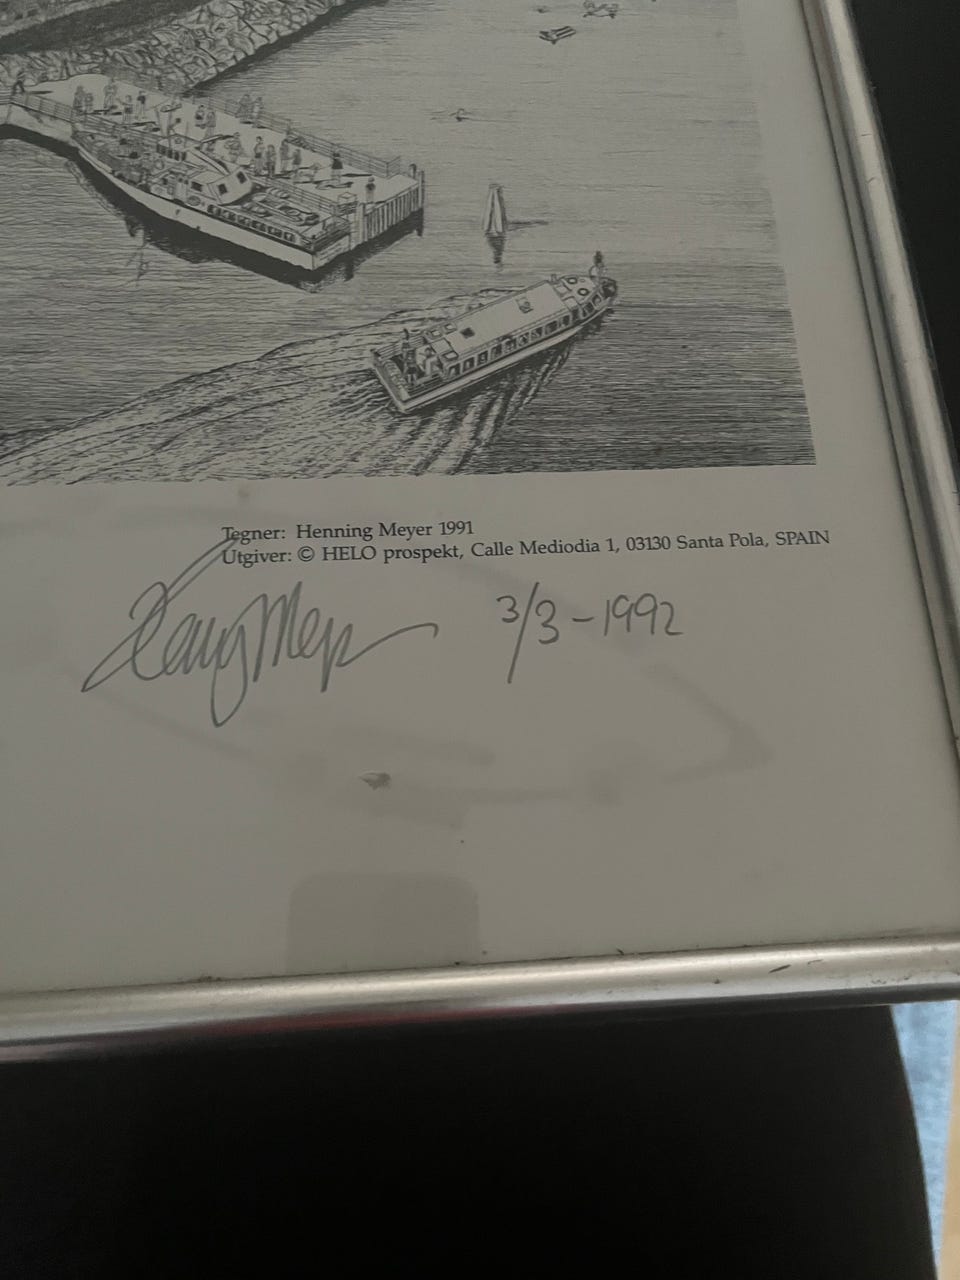 Tegner: Henning Meyer 1991
Utgiver: © HELO prospekt, Calle Mediodia 1, 03130 Santa Pola, SPAIN
3/3-1992